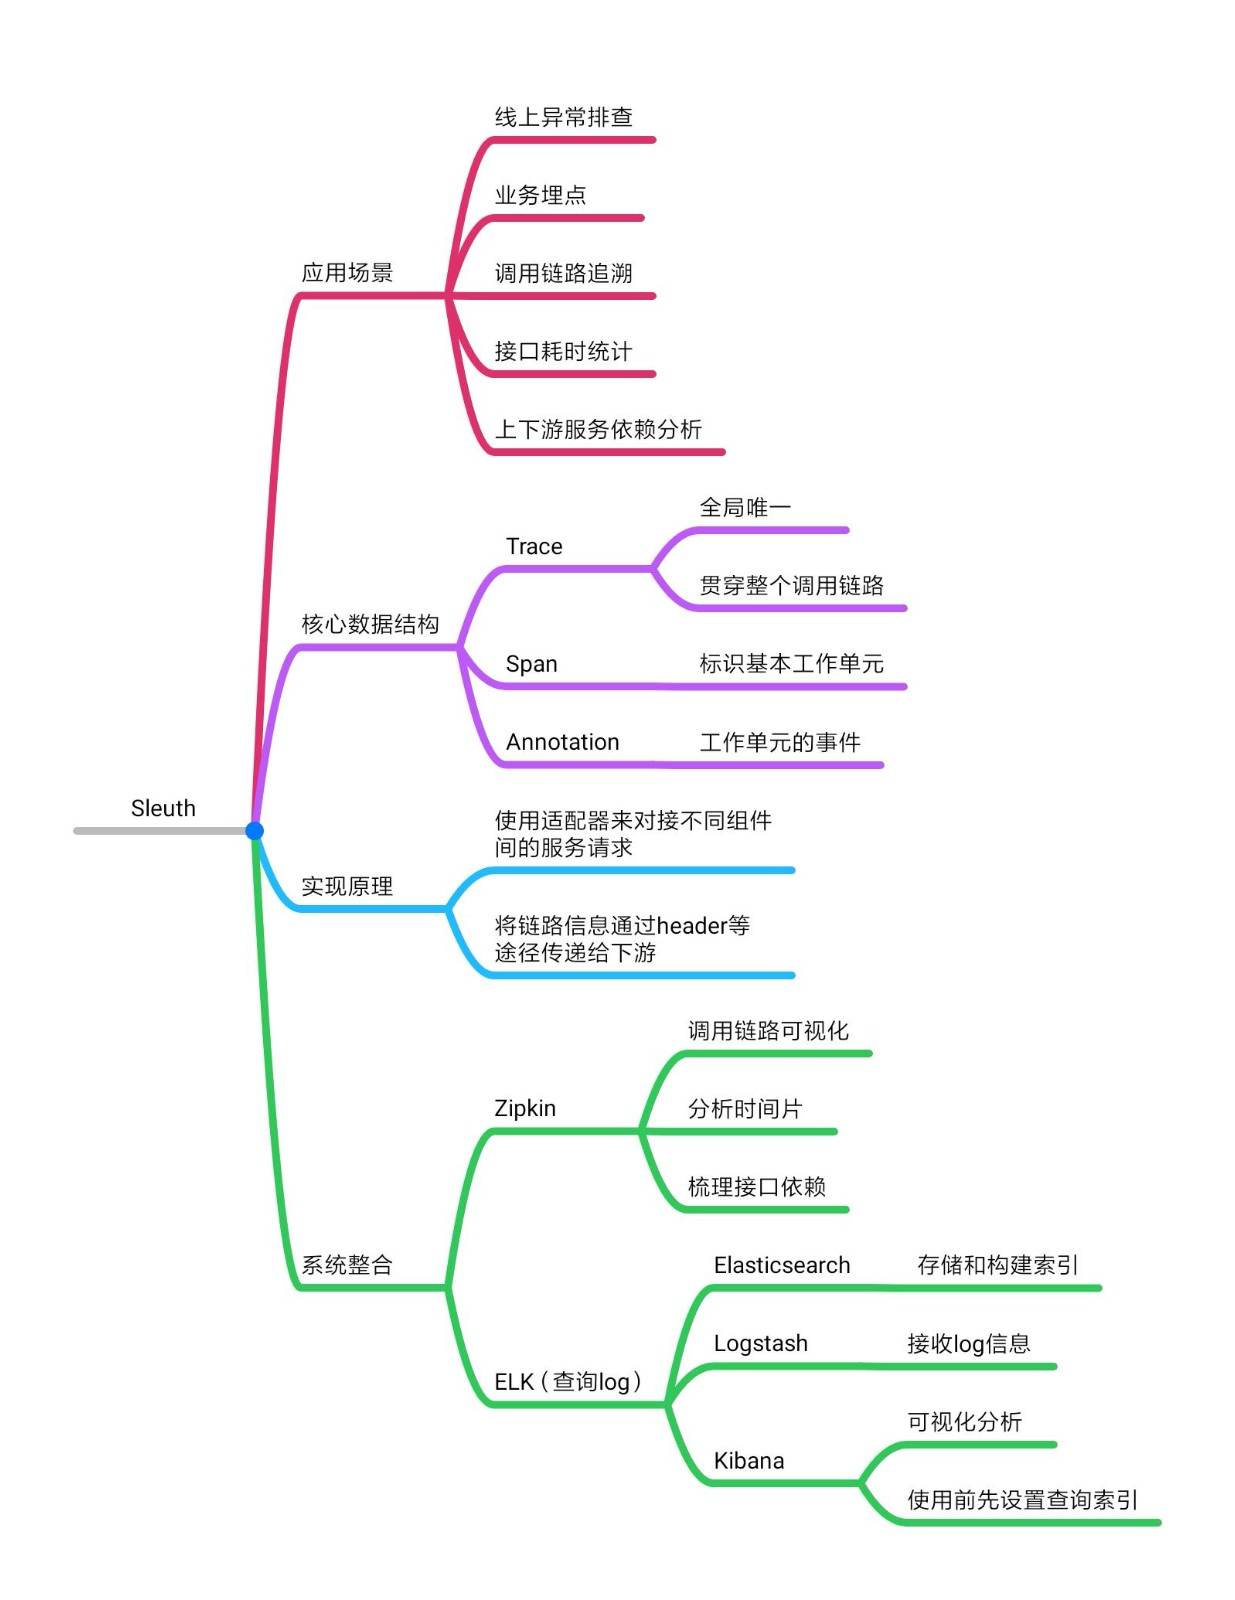 Sleuth
应用场景
线上异常排查
业务埋点
调用链路追溯
接口耗时统计
上下游服务依赖分析
核心数据结构
Trace
全局唯一
贯穿整个调用链路
Span
标识基本工作单元
Annotation
工作单元的事件
实现原理
使用适配器来对接不同组件
间的服务请求
将链路信息通过header等
途径传递给下游
系统整合
Zipkin
调用链路可视化
分析时间片
梳理接口依赖
ELK（查询log）
Elasticsearch
存储和构建索引
Logstash
接收log信息
Kibana
可视化分析
使用前先设置查询索引